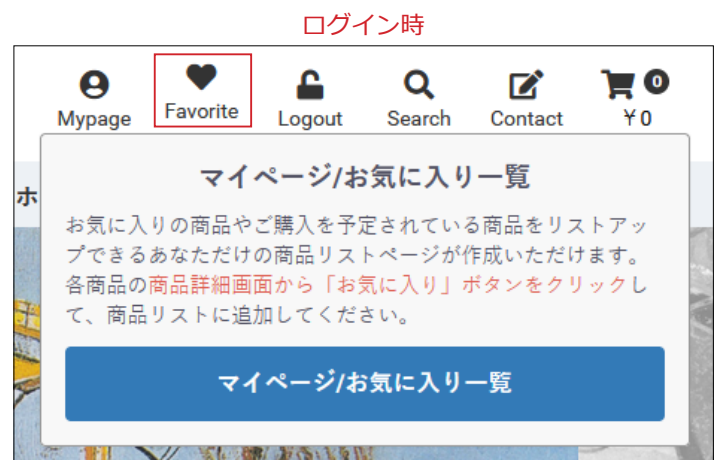 ログイン時
Mypage Favorite Logout Search Contact 0 ￥0
ホ
マイページ/お気に入り一覧
お気に入りの商品やご購入を予定されている商品をリストアッ
プできるあなただけの商品リストページが作成いただけます。
各商品の商品詳細画面から「お気に入り」ボタンをクリックし
て、商品リストに追加してください。
マイページ/お気に入り一覧